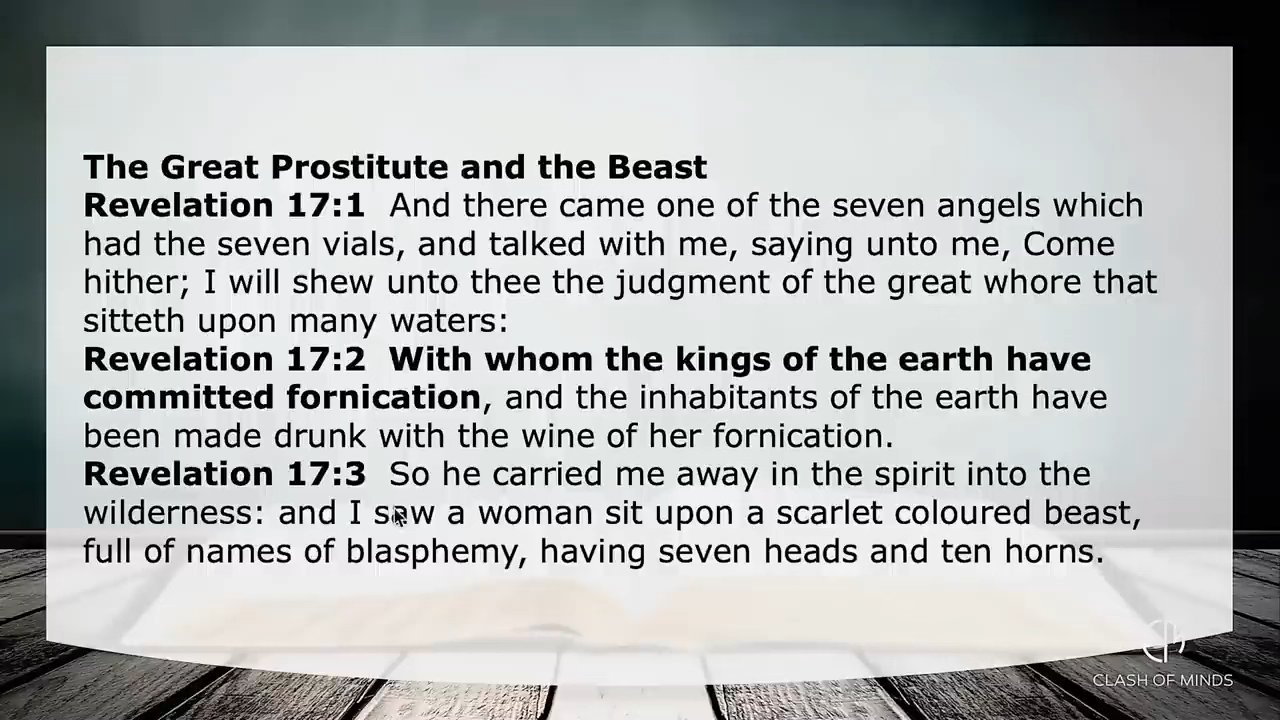 The Great Prostitute and the Beast
Revelation 17:1 And there came one of the seven angels which
had the seven vials, and talked with me, saying unto me, Come
hither; I will shew unto thee the judgment of the great whore that
sitteth upon many waters:
Revelation 17:2 With whom the kings of the earth have
committed fornication, and the inhabitants of the earth have
been made drunk with the wine of her fornication.
Revelation 17:3 So he carried me away in the spirit into the
wilderness: and I saw a woman sit upon a scarlet coloured beast,
full of names of blasphemy, having seven heads and ten horns.
CLASH OF MINDS